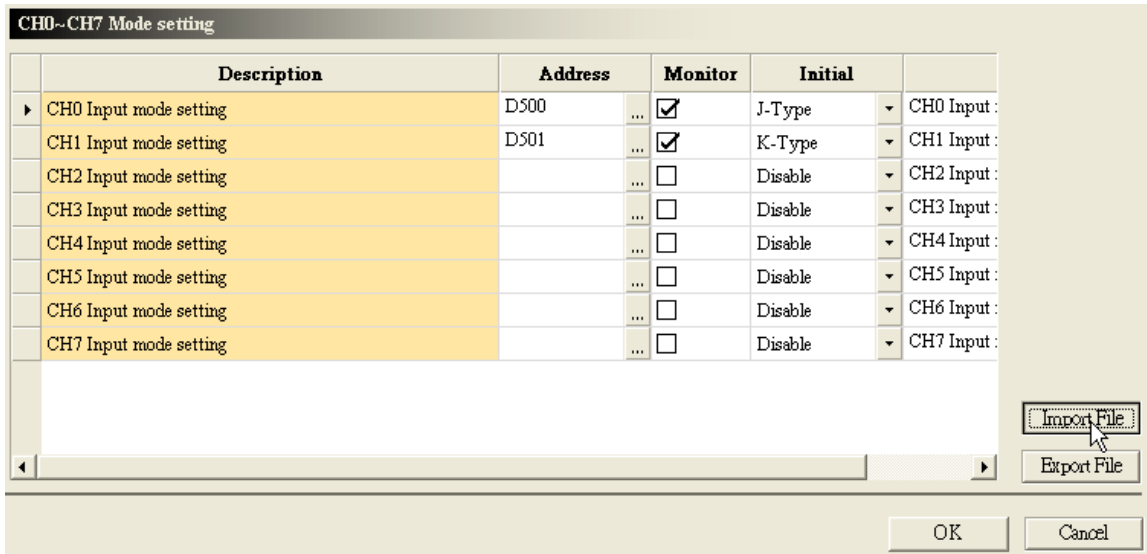 CH0~CH7 Mode setting
Description Address Monitor Initial
CH0 Input mode setting D500 ... J-Type CH0 Input :
CH1 Input mode setting D501 ... K-Type CH1 Input :
CH2 Input mode setting ... Disable CH2 Input :
CH3 Input mode setting ... Disable CH3 Input :
CH4 Input mode setting ... Disable CH4 Input :
CH5 Input mode setting ... Disable CH5 Input :
CH6 Input mode setting ... Disable CH6 Input :
CH7 Input mode setting ... Disable CH7 Input :
Import File
Export File
OK Cancel